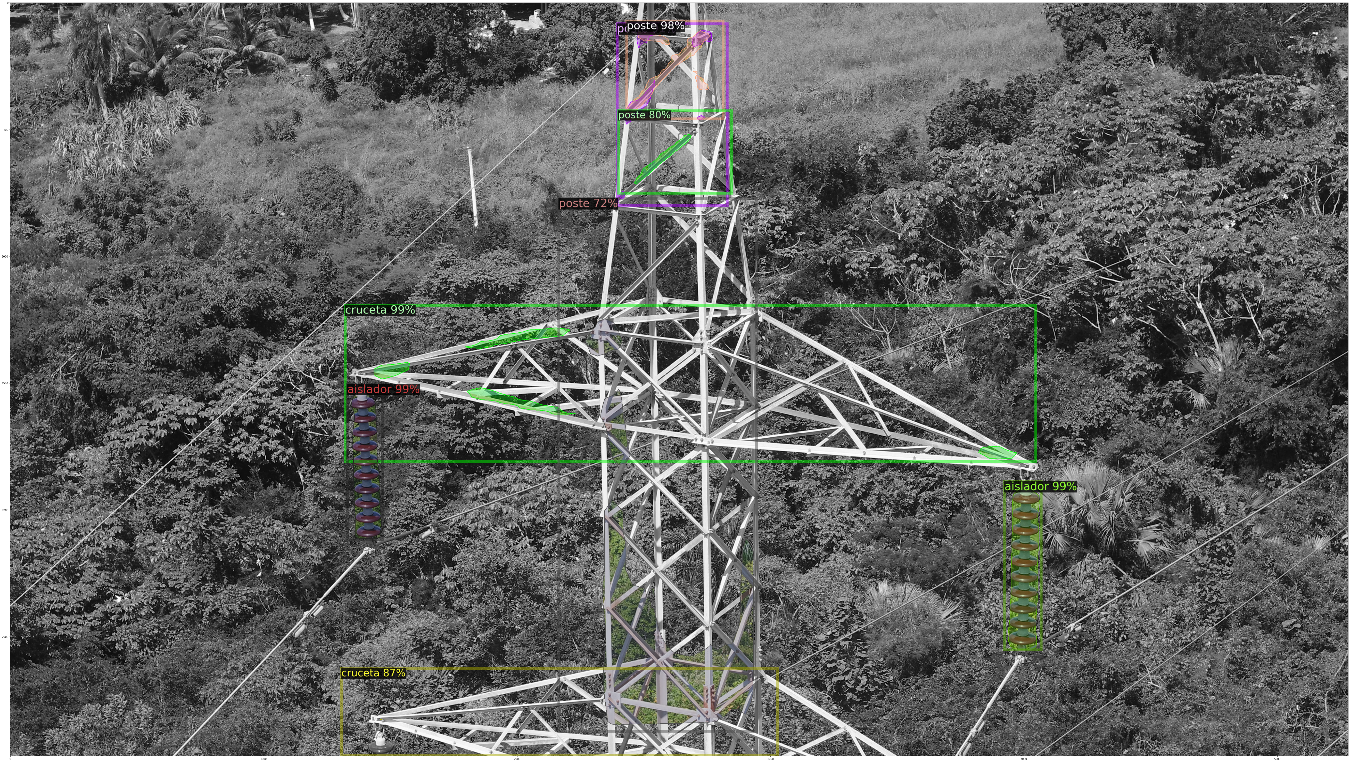 poste 98%
poste 80%
poste 72%
cruceta 99%
aislador 99%
aislador 99%
cruceta 87%